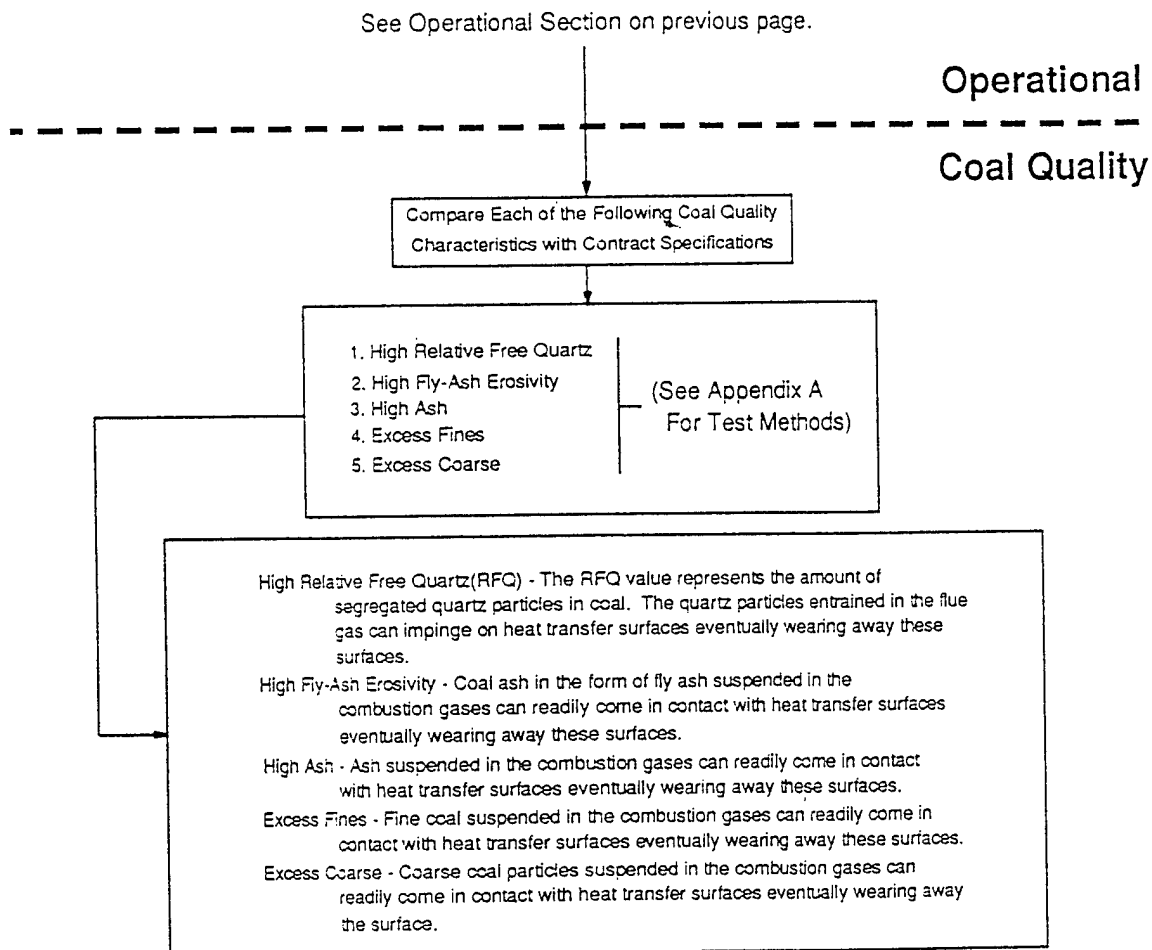 See Operational Section on previous page.
Operational
Coal Quality
Compare Each of the Following Coal Quality
Characteristics with Contract Specifications
1. High Relative Free Quartz
2. High Fly-Ash Erosivity
3. High Ash
4. Excess Fines
5. Excess Coarse
(See Appendix A
For Test Methods)
High Relative Free Quartz(RFQ) - The RFQ value represents the amount of
segregated quartz particles in coal. The quartz particles entrained in the flue
gas can impinge on heat transfer surfaces eventually wearing away these
surfaces.
High Fly-Ash Erosivity - Coal ash in the form of fly ash suspended in the
combustion gases can readily come in contact with heat transfer surfaces
eventually wearing away these surfaces.
High Ash - Ash suspended in the combustion gases can readily come in contact
with heat transfer surfaces eventually wearing away these surfaces.
Excess Fines - Fine coal suspended in the combustion gases can readily come in
contact with heat transfer surfaces eventually wearing away these surfaces.
Excess Coarse - Coarse coal particles suspended in the combustion gases can
readily come in contact with heat transfer surfaces eventually wearing away
the surface.